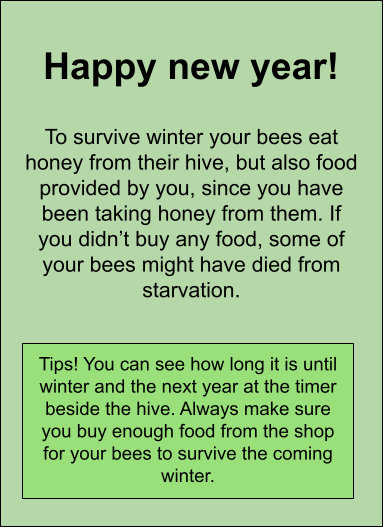 Happy new year!
To survive winter your bees eat
honey from their hive, but also food
provided by you, since you have
been taking honey from them. If
you didn’t buy any food, some of
your bees might have died from
starvation.
Tips! You can see how long it is until
winter and the next year at the timer
beside the hive. Always make sure
you buy enough food from the shop
for your bees to survive the coming
winter.